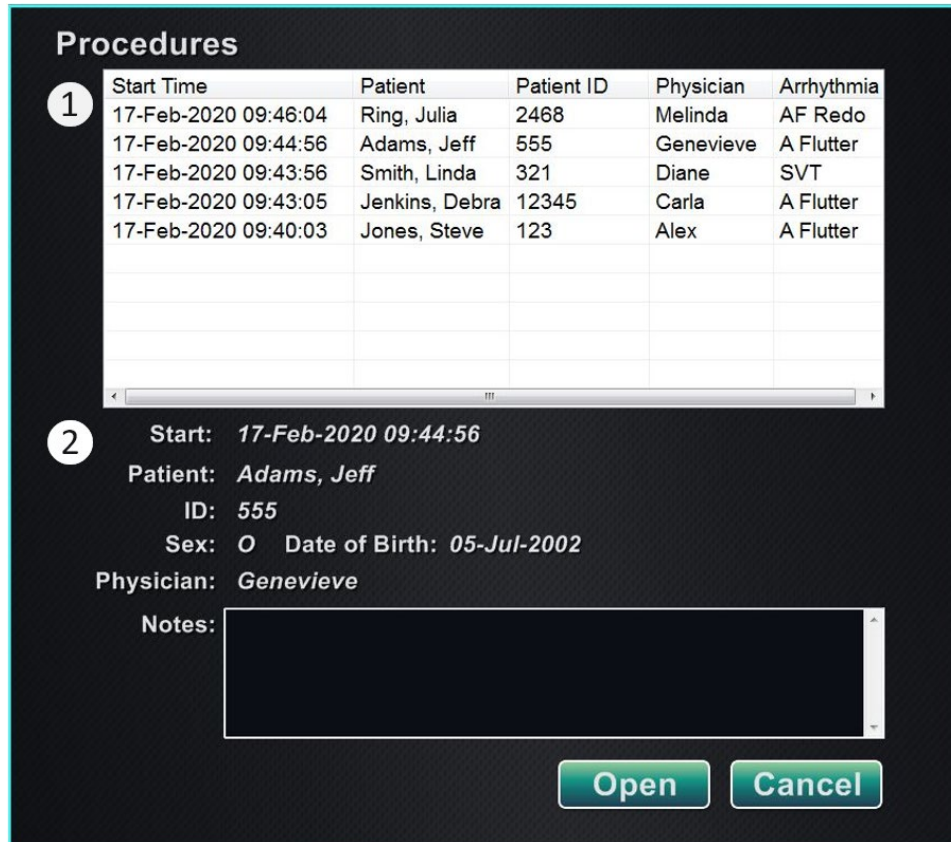 Procedures
1
Start Time Patient Patient ID Physician Arrhythmia
17-Feb-2020 09:46:04 Ring, Julia 2468 Melinda AF Redo
17-Feb-2020 09:44:56 Adams, Jeff 555 Genevieve A Flutter
17-Feb-2020 09:43:56 Smith, Linda 321 Diane SVT
17-Feb-2020 09:43:05 Jenkins, Debra 12345 Carla A Flutter
17-Feb-2020 09:40:03 Jones, Steve 123 Alex A Flutter
2
Start: 17-Feb-2020 09:44:56
Patient: Adams, Jeff
ID: 555
Sex: O Date of Birth: 05-Jul-2002
Physician: Genevieve
Notes:
Open Cancel